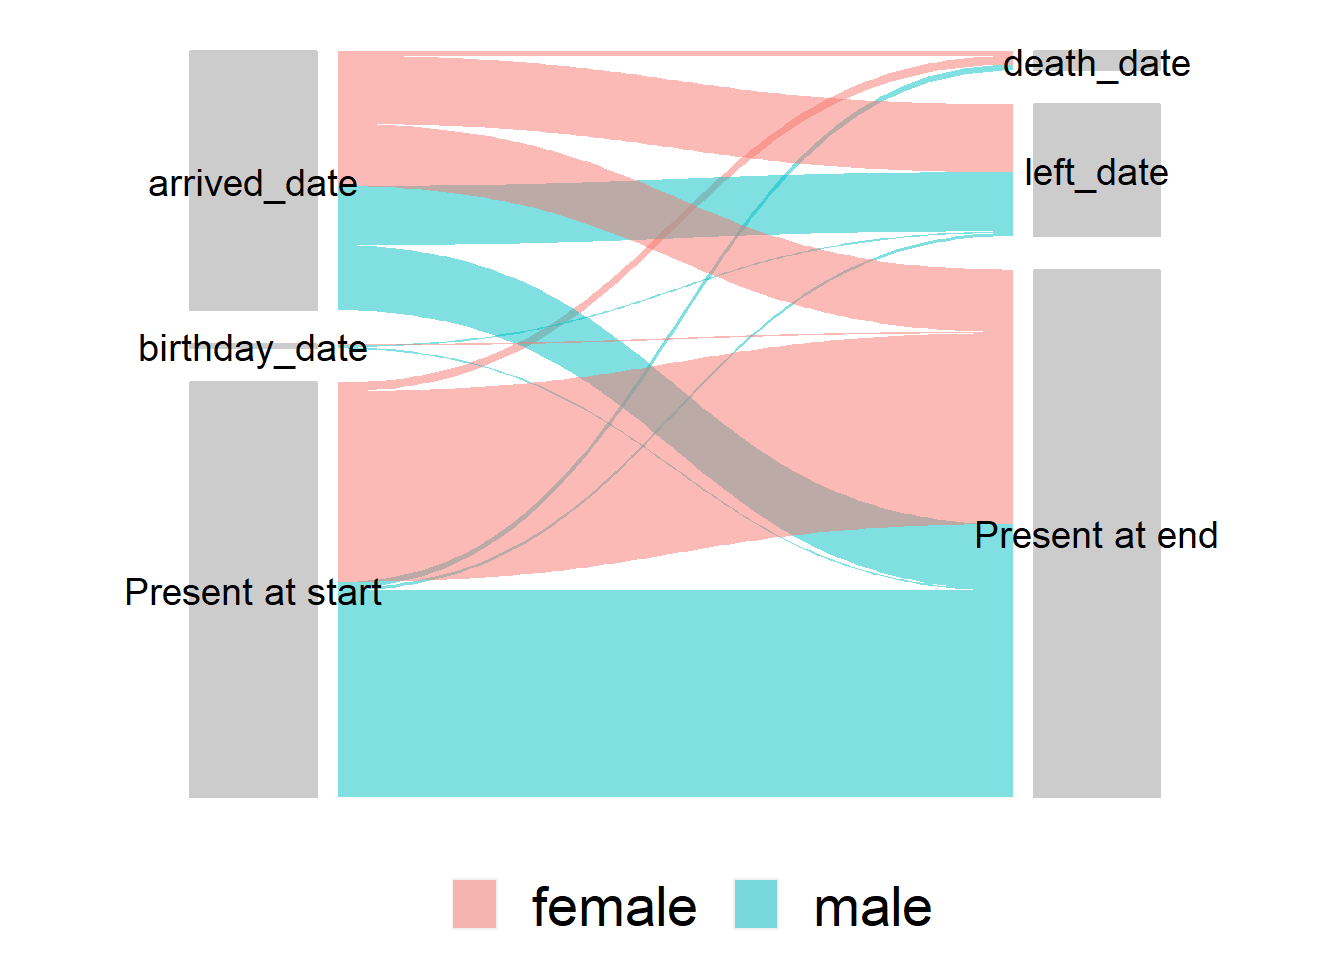 death_date
left_date
arrived_date
birthday_date
Present at end
Present at start
female
male